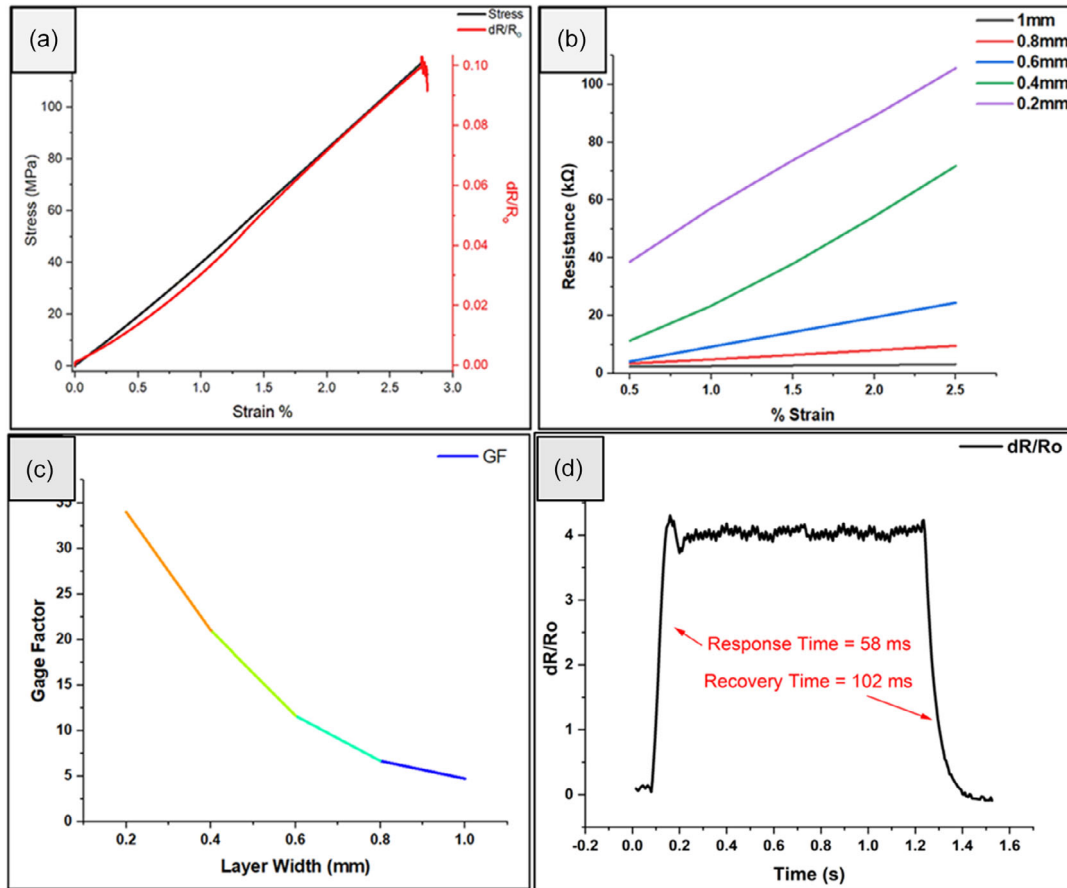 (a)
Stress
dR/R₀
Stress (MPa)
100
80
60
40
20
0
0.10
0.08
0.06
0.04
0.02
0.00
dR/R₀
0.0
0.5
1.0
1.5
2.0
2.5
3.0
Strain %
(b)
1mm
0.8mm
0.6mm
0.4mm
0.2mm
Resistance (kΩ)
100
80
60
40
20
0
0.5
1.0
1.5
2.0
2.5
% Strain
(c)
GF
Gage Factor
35
30
25
20
15
10
5
0
0.2
0.4
0.6
0.8
1.0
Layer Width (mm)
(d)
dR/Ro
dR/Ro
4
3
2
1
0
Response Time = 58 ms
Recovery Time = 102 ms
-0.2
0.0
0.2
0.4
0.6
0.8
1.0
1.2
1.4
1.6
Time (s)